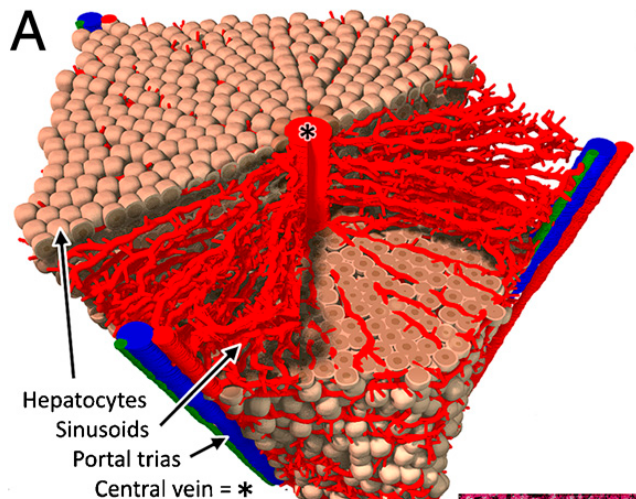 A
*
Hepatocytes
Sinusoids
Portal trias
Central vein = *